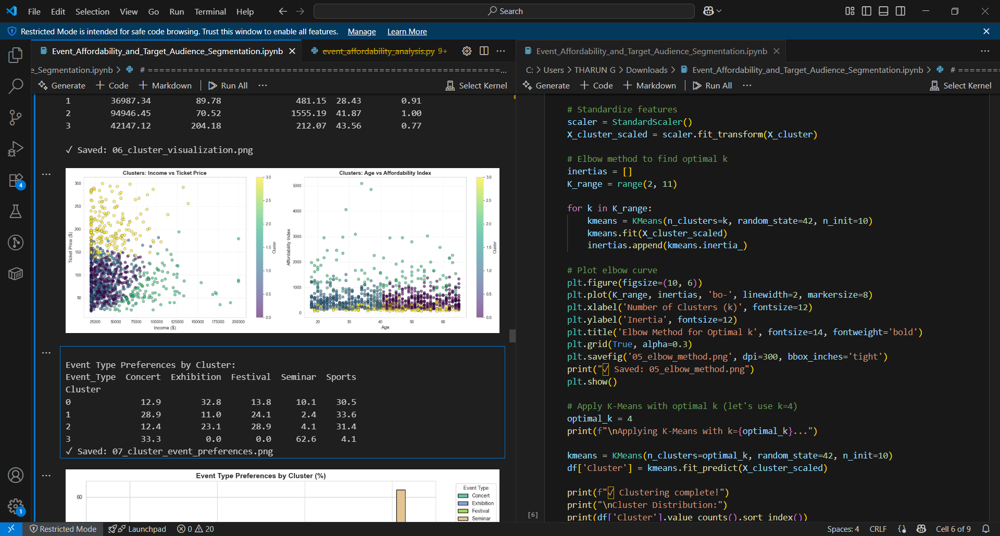 File Edit Selection View Go Run Terminal Help
Search
Restricted Mode is intended for safe code browsing. Trust this window to enable all features. Manage Learn More
Event_Affordability_and_Target_Audience_Segmentation.ipynb
event_affordability_analysis.py 9+
e_Segmentation.ipynb > # ==============================================================...
Generate + Code + Markdown Run All ... Select Kernel
1 36987.34 89.78 481.15 28.43 0.91
2 94946.45 70.52 1555.19 41.87 1.00
3 42147.12 204.18 212.07 43.56 0.77
✓ Saved: 06_cluster_visualization.png
Clusters: Income vs Ticket Price
Ticket Price ($)
300
250
200
150
100
50
25000 50000 75000 100000 125000 150000 175000 200000
Income ($)
3.0
2.5
2.0
1.5
1.0
0.5
0.0
Cluster
Clusters: Age vs Affordability Index
Affordability Index
5000
4000
3000
2000
1000
0
20 30 40 50 60
Age
3.0
2.5
2.0
1.5
1.0
0.5
0.0
Cluster
Event Type Preferences by Cluster:
Event_Type Concert Exhibition Festival Seminar Sports
Cluster
0 12.9 32.8 13.8 10.1 30.5
1 28.9 11.0 24.1 2.4 33.6
2 12.4 23.1 28.9 4.1 31.4
3 33.3 0.0 0.0 62.6 4.1
✓ Saved: 07_cluster_event_preferences.png
Event Type Preferences by Cluster (%)
60
Event Type
Concert
Exhibition
Festival
Seminar
Event_Affordability_and_Target_Audience_Segmentation.ipynb
C: > Users > THARUN G > Downloads > Event_Affordability_and_Target_Audience_Segmentation.ipynb > # =======
Generate + Code + Markdown Run All ... Select Kernel
# Standardize features
scaler = StandardScaler()
X_cluster_scaled = scaler.fit_transform(X_cluster)
# Elbow method to find optimal k
inertias = []
K_range = range(2, 11)
for k in K_range:
kmeans = KMeans(n_clusters=k, random_state=42, n_init=10)
kmeans.fit(X_cluster_scaled)
inertias.append(kmeans.inertia_)
# Plot elbow curve
plt.figure(figsize=(10, 6))
plt.plot(K_range, inertias, 'bo-', linewidth=2, markersize=8)
plt.xlabel('Number of Clusters (k)', fontsize=12)
plt.ylabel('Inertia', fontsize=12)
plt.title('Elbow Method for Optimal k', fontsize=14, fontweight='bold')
plt.grid(True, alpha=0.3)
plt.savefig('05_elbow_method.png', dpi=300, bbox_inches='tight')
print("✓ Saved: 05_elbow_method.png")
plt.show()
# Apply K-Means with optimal k (let's use k=4)
optimal_k = 4
print(f"\nApplying K-Means with k={optimal_k}...")
kmeans = KMeans(n_clusters=optimal_k, random_state=42, n_init=10)
df['Cluster'] = kmeans.fit_predict(X_cluster_scaled)
print(f"✓ Clustering complete!")
print("\nCluster Distribution:")
print(df['Cluster'].value_counts().sort_index())
[6]
4
1
Restricted Mode Launchpad 0 20
Spaces: 4 CRLF Cell 6 of 9